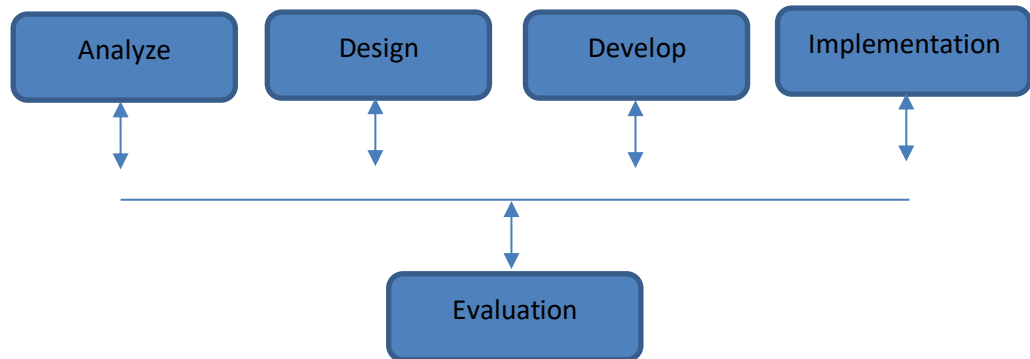 Analyze
Design
Develop
Implementation
Evaluation